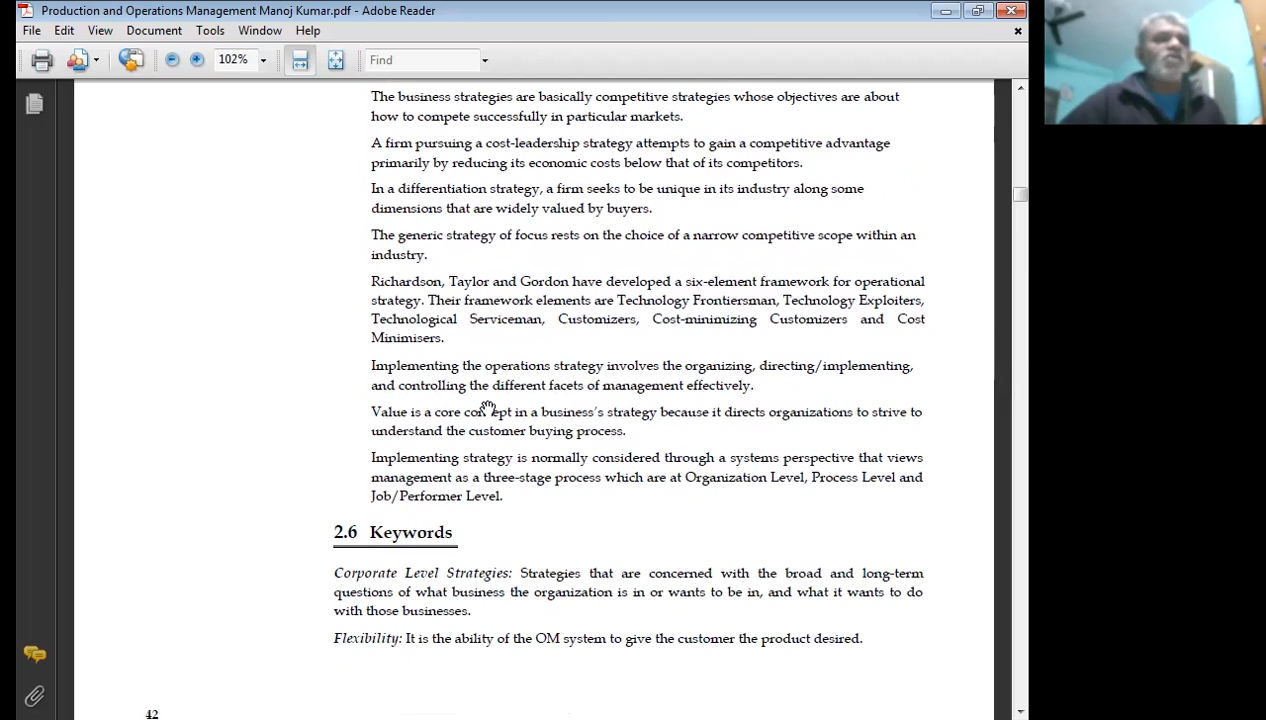 Production and Operations Management Manoj Kumar.pdf - Adobe Reader
File Edit View Document Tools Window Help
102% Find
The business strategies are basically competitive strategies whose objectives are about
how to compete successfully in particular markets.
A firm pursuing a cost-leadership strategy attempts to gain a competitive advantage
primarily by reducing its economic costs below that of its competitors.
In a differentiation strategy, a firm seeks to be unique in its industry along some
dimensions that are widely valued by buyers.
The generic strategy of focus rests on the choice of a narrow competitive scope within an
industry.
Richardson, Taylor and Gordon have developed a six-element framework for operational
strategy. Their framework elements are Technology Frontiersman, Technology Exploiters,
Technological Serviceman, Customizers, Cost-minimizing Customizers and Cost
Minimisers.
Implementing the operations strategy involves the organizing, directing/implementing,
and controlling the different facets of management effectively.
Value is a core concept in a business's strategy because it directs organizations to strive to
understand the customer buying process.
Implementing strategy is normally considered through a systems perspective that views
management as a three-stage process which are at Organization Level, Process Level and
Job/Performer Level.
2.6 Keywords
Corporate Level Strategies: Strategies that are concerned with the broad and long-term
questions of what business the organization is in or wants to be in, and what it wants to do
with those businesses.
Flexibility: It is the ability of the OM system to give the customer the product desired.
42